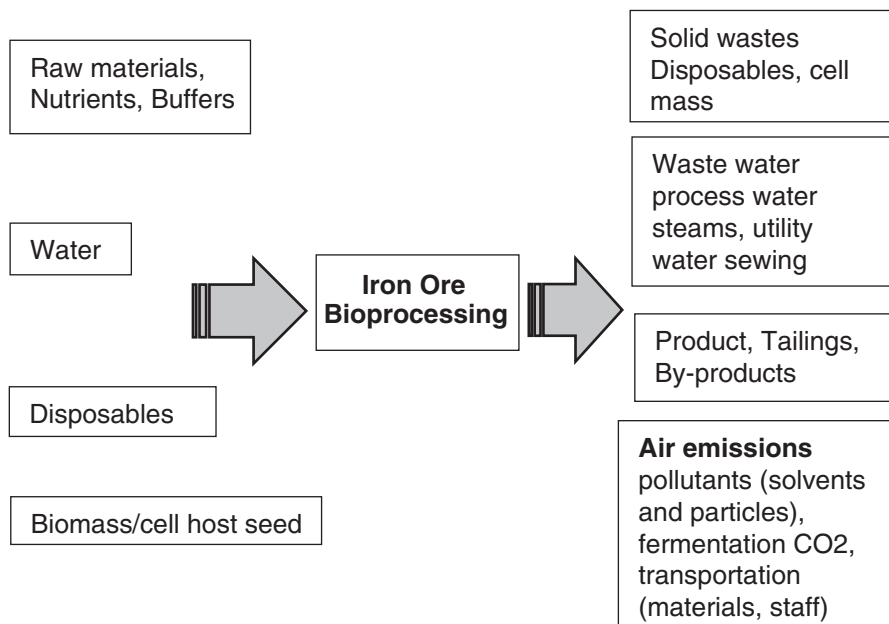 Raw materials,
Nutrients, Buffers
Water
Disposables
Biomass/cell host seed
Iron Ore
Bioprocessing
Solid wastes
Disposables, cell
mass
Waste water
process water
steams, utility
water sewing
Product, Tailings,
By-products
Air emissions
pollutants (solvents
and particles),
fermentation CO2,
transportation
(materials, staff)